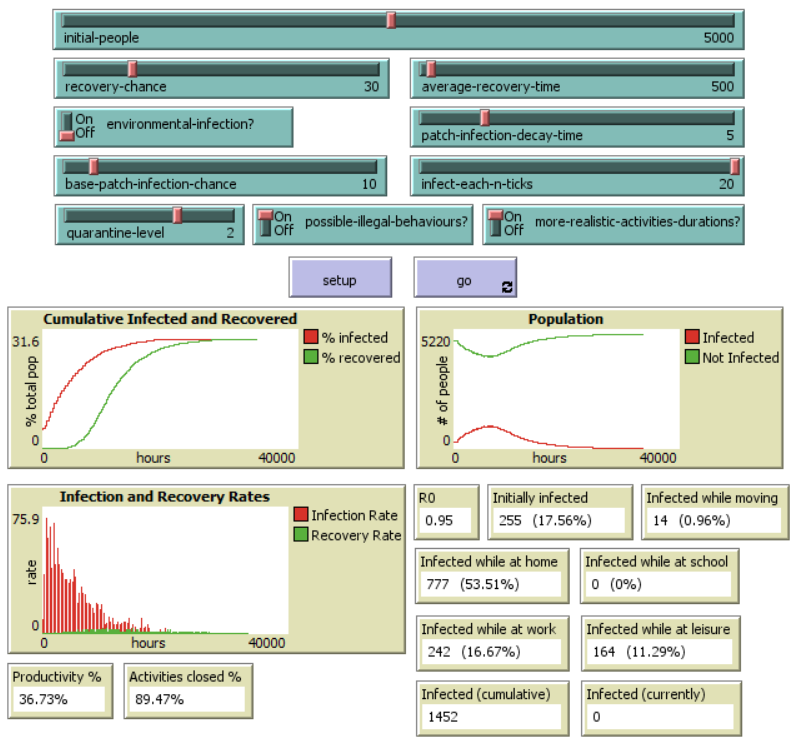 initial-people 5000
recovery-chance 30
average-recovery-time 500
On
Off
environmental-infection?
patch-infection-decay-time 5
base-patch-infection-chance 10
infect-each-n-ticks 20
quarantine-level 2
On
Off
possible-illegal-behaviours?
On
Off
more-realistic-activities-durations?
setup
go
Cumulative Infected and Recovered
31.6
% total pop
0
0 hours 40000
% infected
% recovered
Population
5220
# of people
0
0 hours 40000
Infected
Not Infected
Infection and Recovery Rates
75.9
rate
0
0 hours 40000
Infection Rate
Recovery Rate
R0
0.95
Initially infected
255 (17.56%)
Infected while moving
14 (0.96%)
Infected while at home
777 (53.51%)
Infected while at school
0 (0%)
Infected while at work
242 (16.67%)
Infected while at leisure
164 (11.29%)
Productivity %
36.73%
Activities closed %
89.47%
Infected (cumulative)
1452
Infected (currently)
0